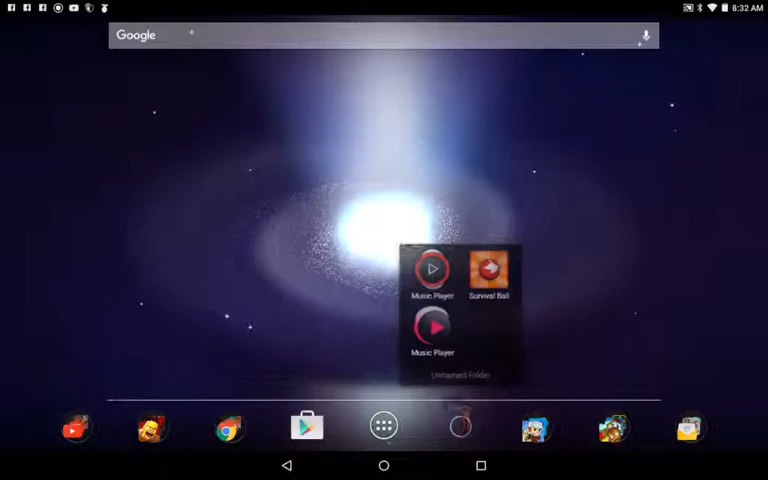 8:32 AM
Google
Music Player
Survival Ball
Music Player
Unnamed Folder